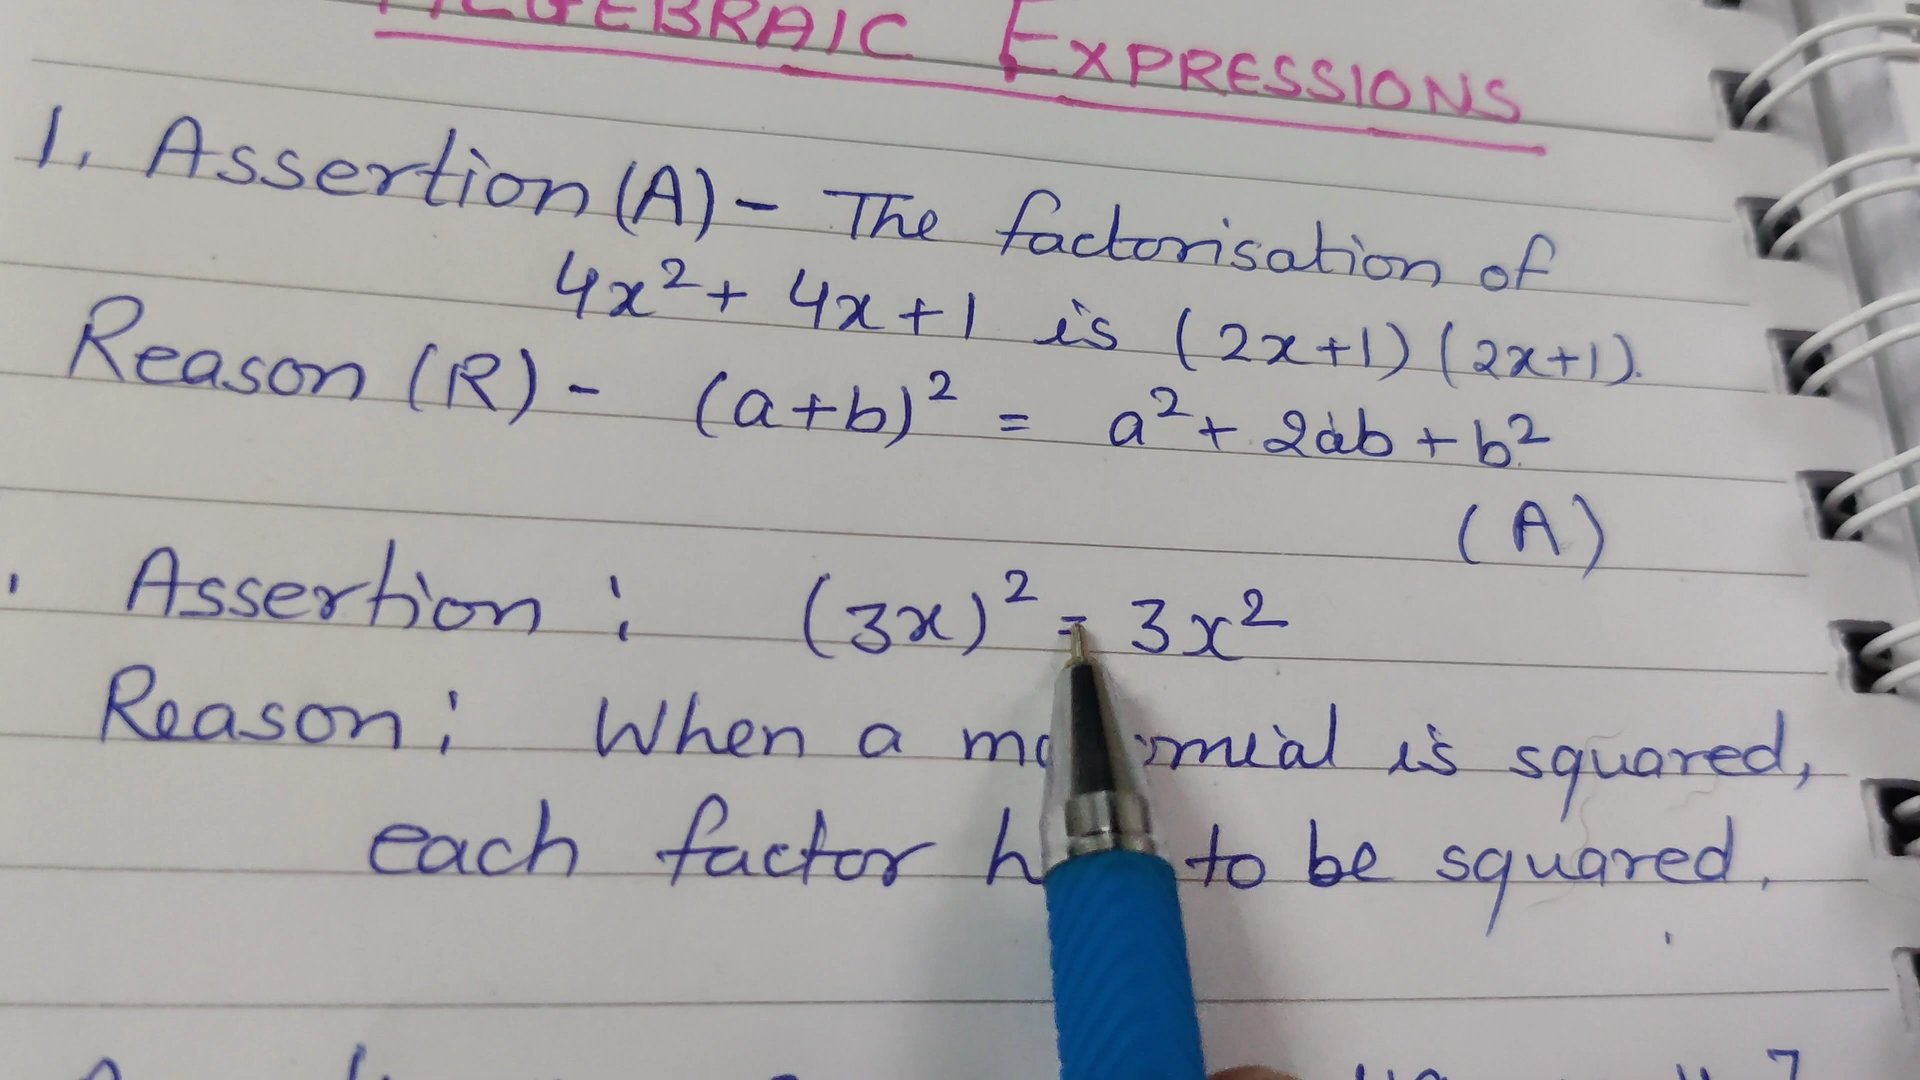 ALGEBRAIC EXPRESSIONS
1. Assertion (A) - The factorisation of
4x² + 4x + 1 is (2x+1)(2x+1).
Reason (R) - (a+b)² = a² + 2ab + b²
(A)
Assertion : (3x)² = 3x²
Reason : When a is squared,
each factor to be squared.